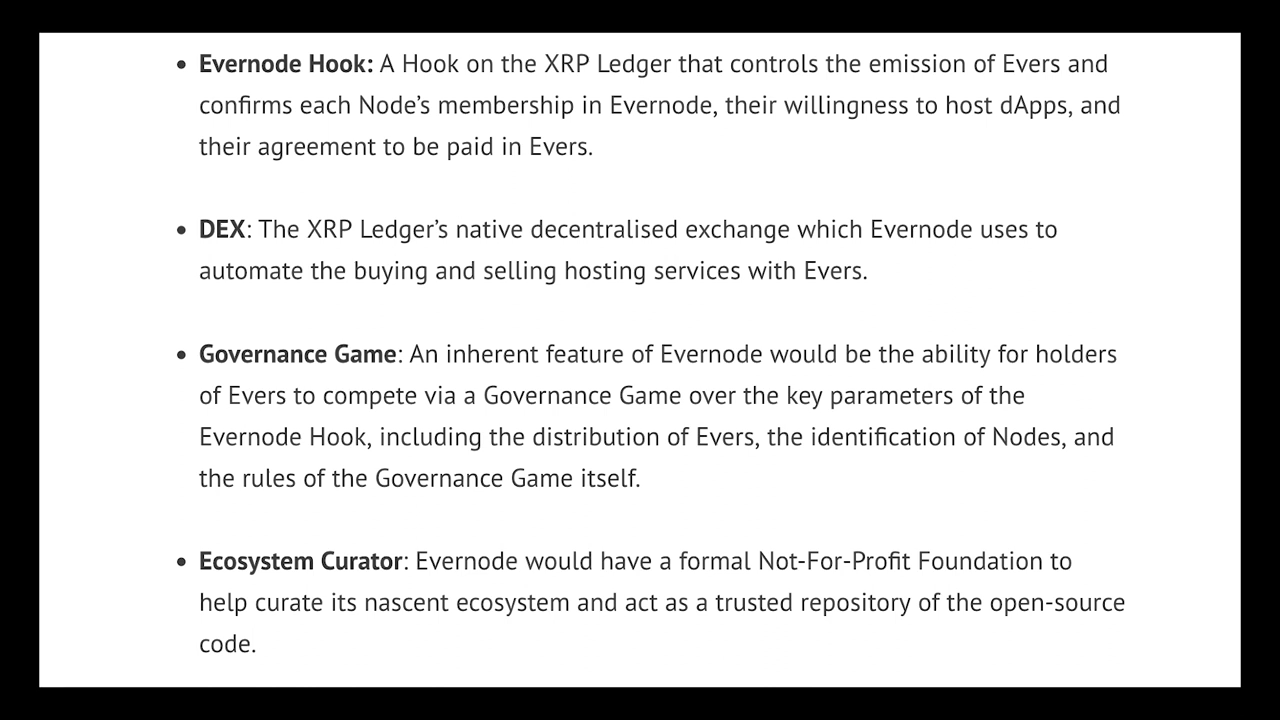 • Evernode Hook: A Hook on the XRP Ledger that controls the emission of Evers and
confirms each Node’s membership in Evernode, their willingness to host dApps, and
their agreement to be paid in Evers.
• DEX: The XRP Ledger’s native decentralised exchange which Evernode uses to
automate the buying and selling hosting services with Evers.
• Governance Game: An inherent feature of Evernode would be the ability for holders
of Evers to compete via a Governance Game over the key parameters of the
Evernode Hook, including the distribution of Evers, the identification of Nodes, and
the rules of the Governance Game itself.
• Ecosystem Curator: Evernode would have a formal Not-For-Profit Foundation to
help curate its nascent ecosystem and act as a trusted repository of the open-source
code.